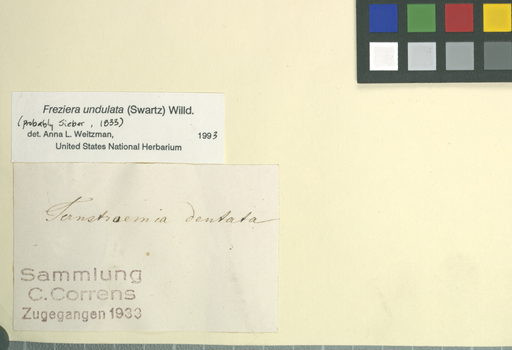 Freziera undulata (Swartz) Willd.
(probably Sieber, 1833)
det. Anna L. Weitzman, 1993
United States National Herbarium
Ternstroemia dentata
Sammlung
C. Correns
Zugegangen 1933